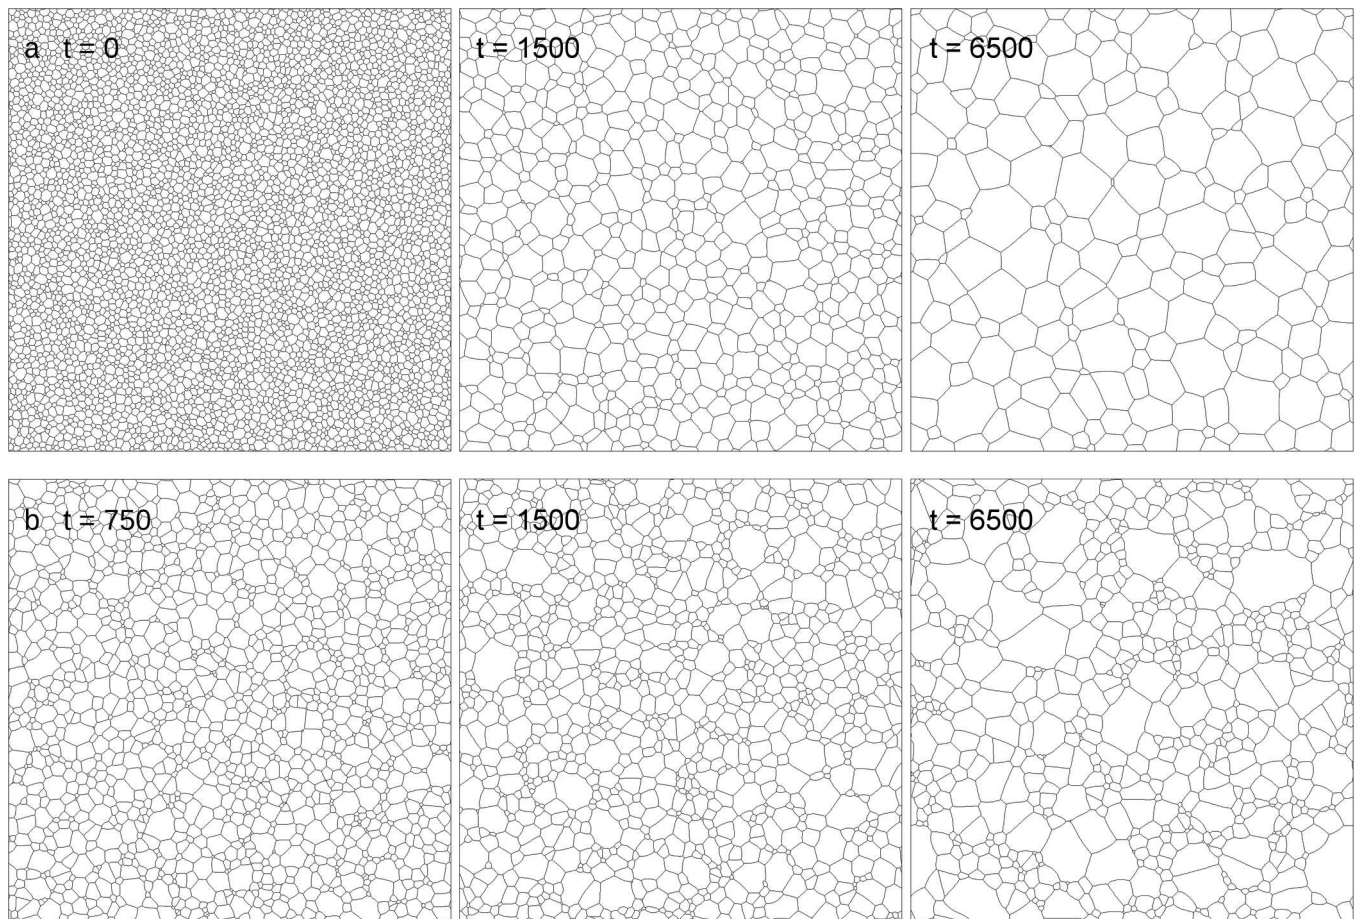 a t = 0
t = 1500
t = 6500
b t = 750
t = 1500
t = 6500